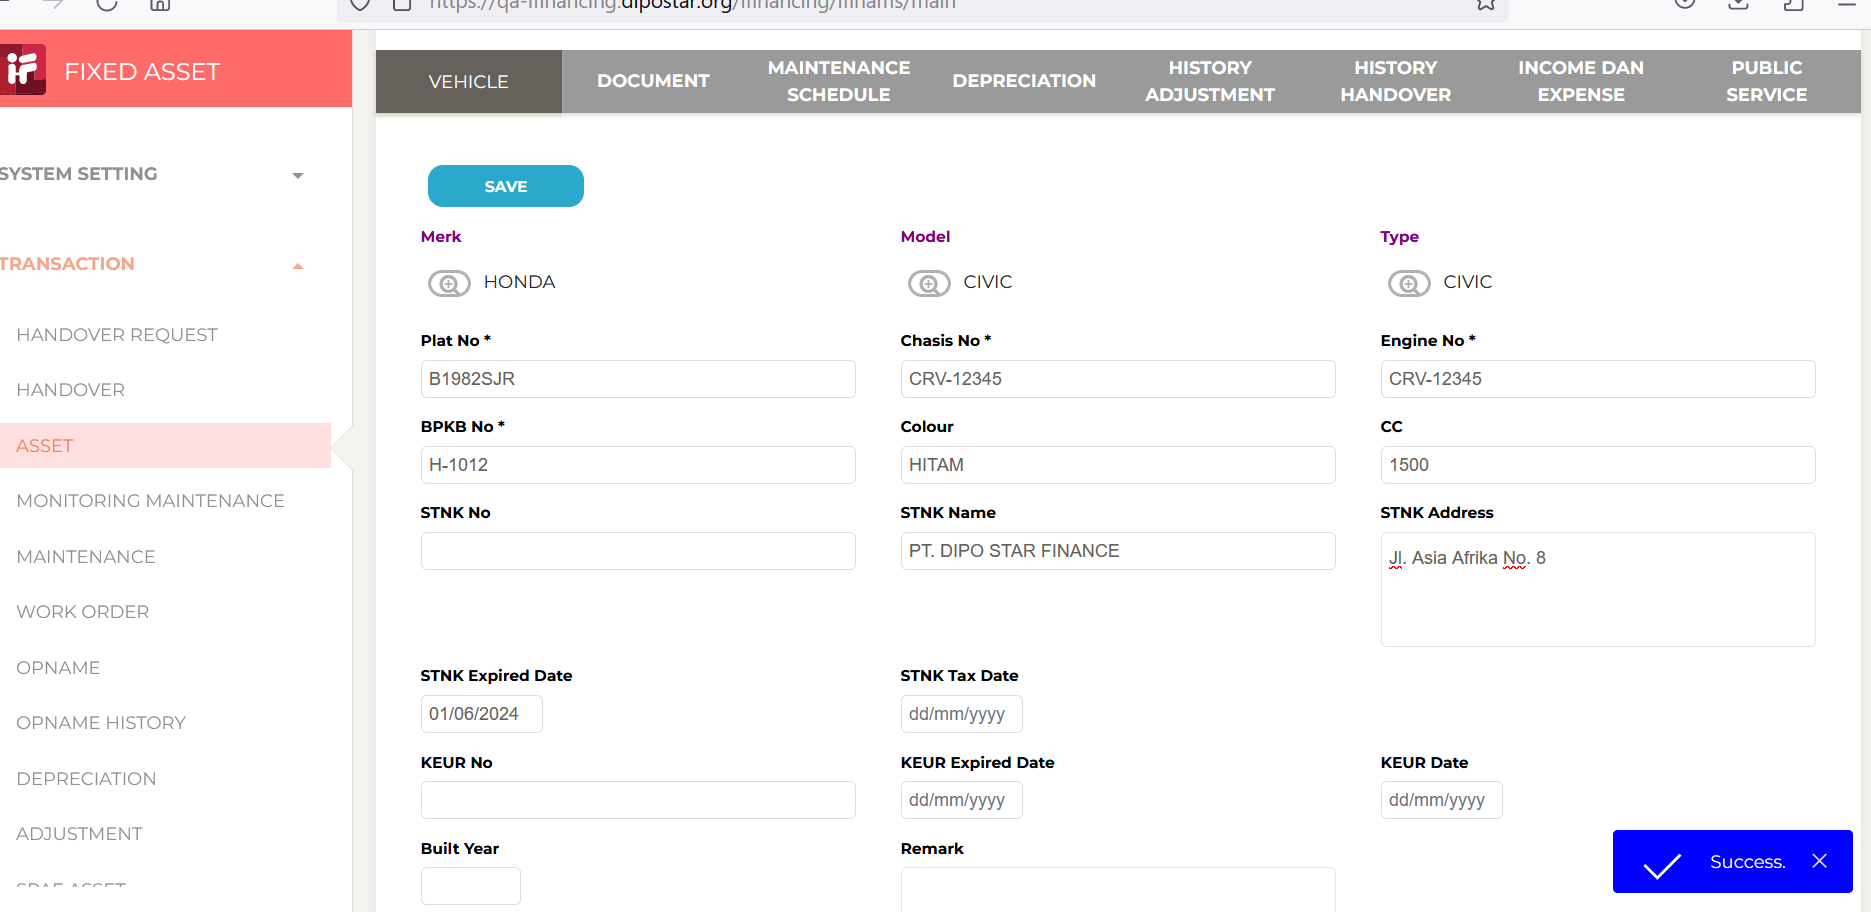 https://qa-ifinancing.dipostar.org/ifinancing/ifinams/main
FIXED ASSET
SYSTEM SETTING
TRANSACTION
HANDOVER REQUEST
HANDOVER
ASSET
MONITORING MAINTENANCE
MAINTENANCE
WORK ORDER
OPNAME
OPNAME HISTORY
DEPRECIATION
ADJUSTMENT
VEHICLE
DOCUMENT
MAINTENANCE
SCHEDULE
DEPRECIATION
HISTORY
ADJUSTMENT
HISTORY
HANDOVER
INCOME DAN
EXPENSE
PUBLIC
SERVICE
SAVE
Merk
HONDA
Model
CIVIC
Type
CIVIC
Plat No *
B1982SJR
Chasis No *
CRV-12345
Engine No *
CRV-12345
BPKB No *
H-1012
Colour
HITAM
CC
1500
STNK No
STNK Name
PT. DIPO STAR FINANCE
STNK Address
Jl. Asia Afrika No. 8
STNK Expired Date
01/06/2024
STNK Tax Date
dd/mm/yyyy
KEUR No
KEUR Expired Date
dd/mm/yyyy
KEUR Date
dd/mm/yyyy
Built Year
Remark
Success.